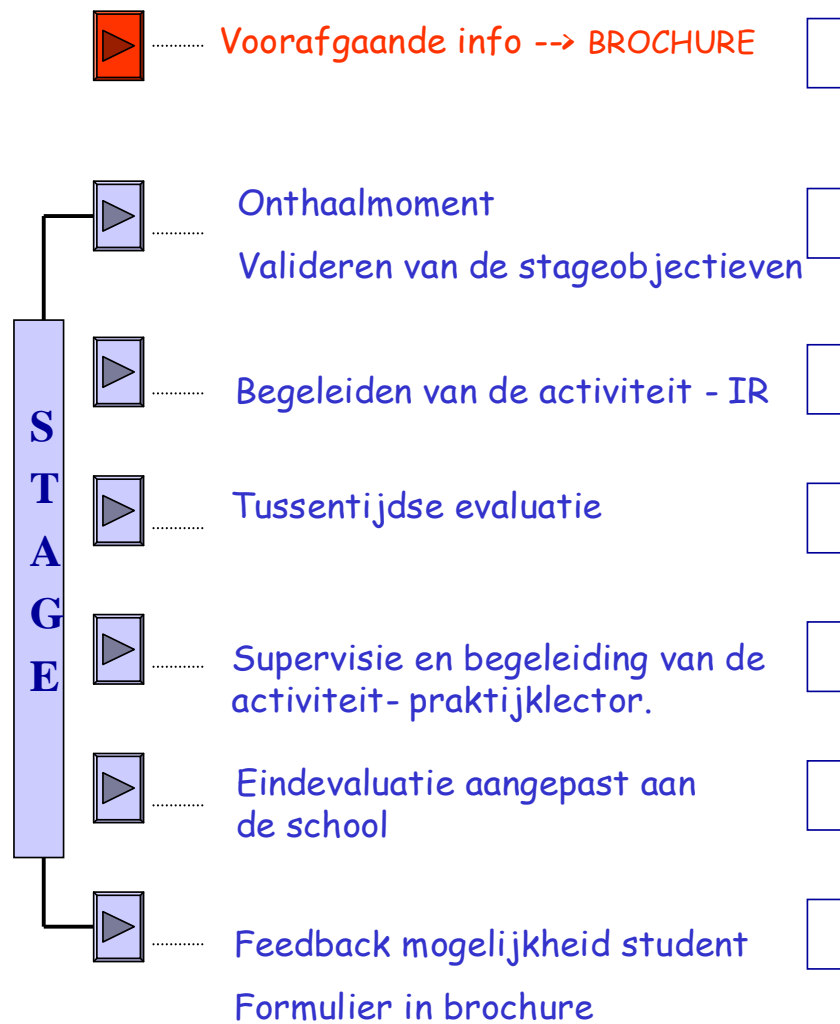 Voorafgaande info --> BROCHURE
Onthaalmoment
Valideren van de stageobjectieven
Begeleiden van de activiteit - IR
STAGE
Tussentijdse evaluatie
Supervisie en begeleiding van de
activiteit- praktijklector.
Eindevaluatie aangepast aan
de school
Feedback mogelijkheid student
Formulier in brochure